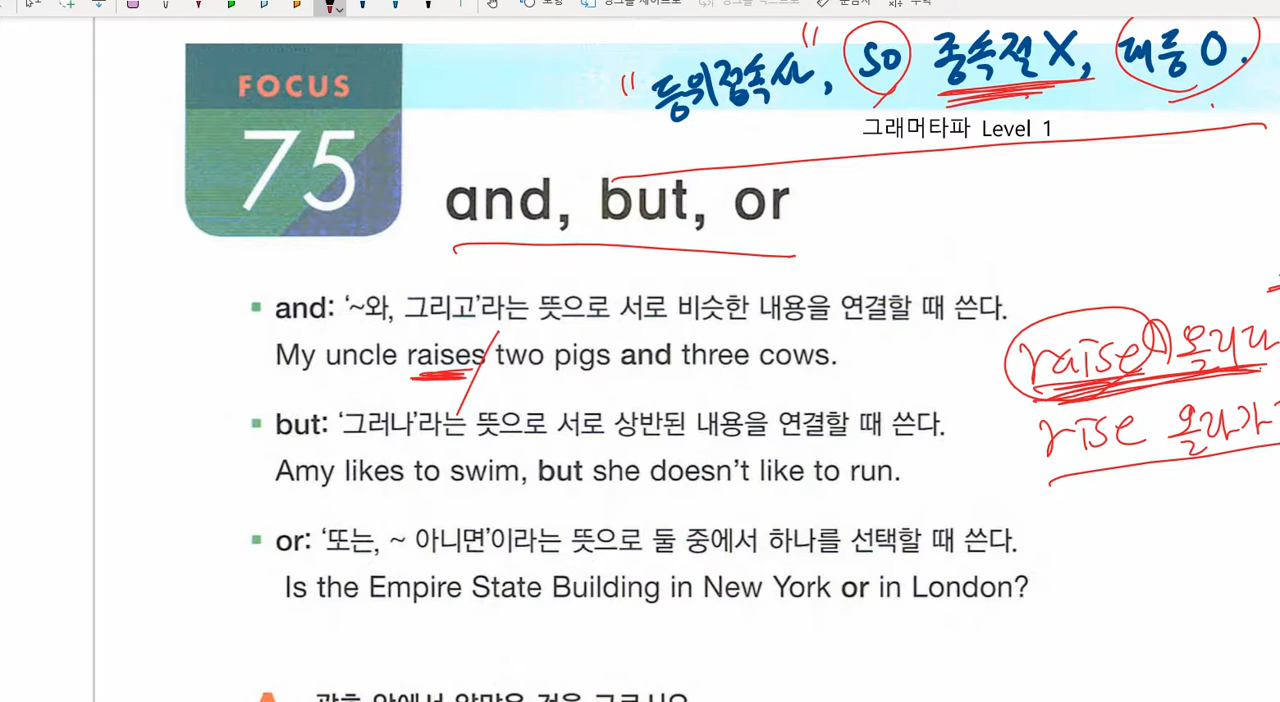 FOCUS
75
"등위접속사", so 종속절 X, 대등 O.
그래머타파 Level 1
and, but, or
and: '~와, 그리고'라는 뜻으로 서로 비슷한 내용을 연결할 때 쓴다.
My uncle raises two pigs and three cows.
raise 올리다
but: '그러나'라는 뜻으로 서로 상반된 내용을 연결할 때 쓴다.
rise 올라가
Amy likes to swim, but she doesn't like to run.
or: '또는, ~ 아니면'이라는 뜻으로 둘 중에서 하나를 선택할 때 쓴다.
Is the Empire State Building in New York or in London?